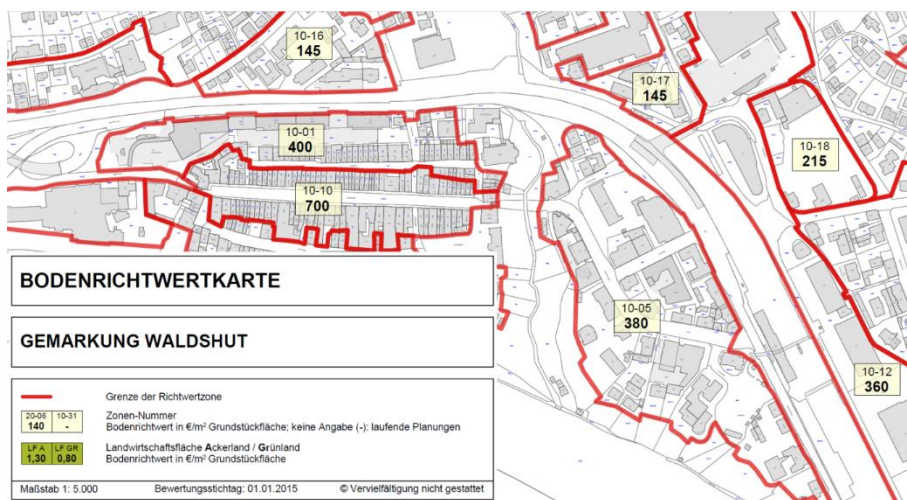 10-16
145
10-17
145
10-01
400
10-18
215
10-10
700
10-05
380
10-12
360
BODENRICHTWERTKARTE
GEMARKUNG WALDSHUT
Grenze der Richtwertzone
20-06 10-31 Zonen-Nummer
140 - Bodenrichtwert in €/m² Grundstückfläche; keine Angabe (-): laufende Planungen
LF A LF GR Landwirtschaftsfläche Ackerland / Grünland
1,30 0,80 Bodenrichtwert in €/m² Grundstückfläche
Maßstab 1: 5.000 Bewertungsstichtag: 01.01.2015 © Vervielfältigung nicht gestattet